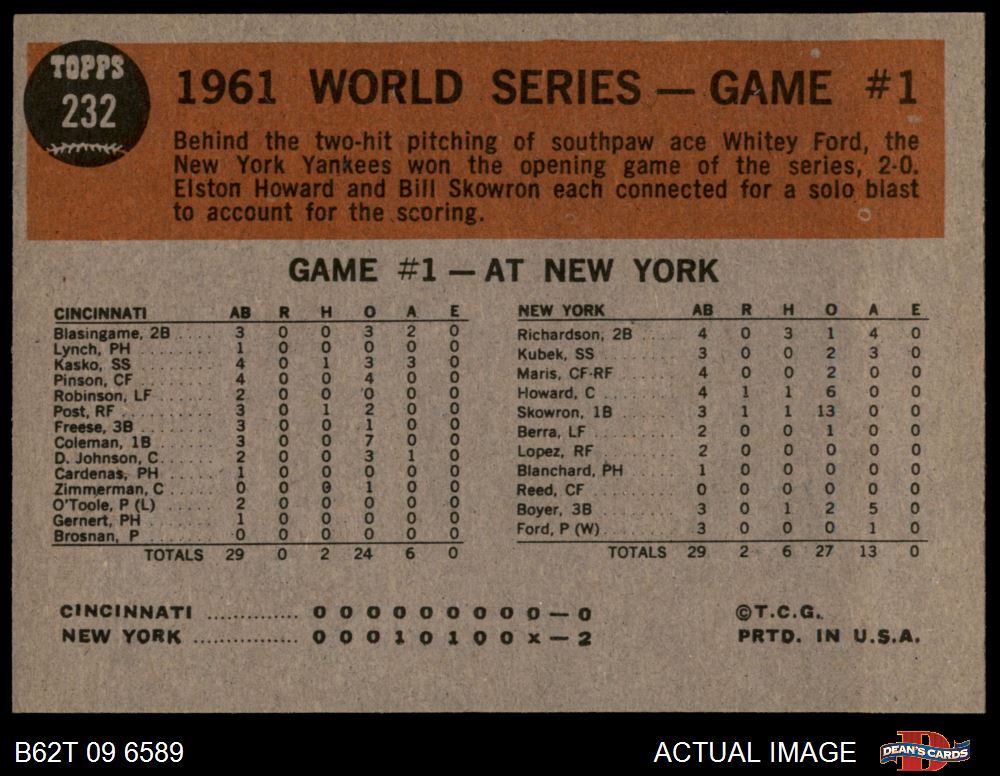 TOPPS
232
1961 WORLD SERIES — GAME #1
Behind the two-hit pitching of southpaw ace Whitey Ford, the
New York Yankees won the opening game of the series, 2-0.
Elston Howard and Bill Skowron each connected for a solo blast
to account for the scoring.
GAME #1 — AT NEW YORK
CINCINNATI AB R H O A E
Blasingame, 2B ..... 3 0 0 3 2 0
Lynch, PH ..... 1 0 0 0 0 0
Kasko, SS ..... 4 0 1 3 3 0
Pinson, CF ..... 4 0 0 4 0 0
Robinson, LF ..... 2 0 0 0 0 0
Post, RF ..... 3 0 1 2 0 0
Freese, 3B ..... 3 0 0 1 0 0
Coleman, 1B ..... 3 0 0 7 0 0
D. Johnson, C ..... 2 0 0 3 1 0
Cardenas, PH ..... 1 0 0 0 0 0
Zimmerman, C ..... 0 0 0 1 0 0
O'Toole, P (L) ..... 2 0 0 0 0 0
Gernert, PH ..... 1 0 0 0 0 0
Brosnan, P ..... 0 0 0 0 0 0
TOTALS 29 0 2 24 6 0
NEW YORK AB R H O A E
Richardson, 2B ..... 4 0 3 1 4 0
Kubek, SS ..... 3 0 0 2 3 0
Maris, CF-RF ..... 4 0 0 2 0 0
Howard, C ..... 4 1 1 6 0 0
Skowron, 1B ..... 3 1 1 13 0 0
Berra, LF ..... 2 0 0 1 0 0
Lopez, RF ..... 2 0 0 0 0 0
Blanchard, PH 1 0 0 0 0 0
Reed, CF ..... 0 0 0 0 0 0
Boyer, 3B ..... 3 0 1 2 5 0
Ford, P (W) ..... 3 0 0 0 1 0
TOTALS 29 2 6 27 13 0
CINCINNATI .............. 0 0 0 0 0 0 0 0 0 — 0
NEW YORK .............. 0 0 0 1 0 1 0 0 x — 2
©T.C.G.
PRTD. IN U.S.A.
B62T 09 6589
ACTUAL IMAGE
DEAN'S CARDS